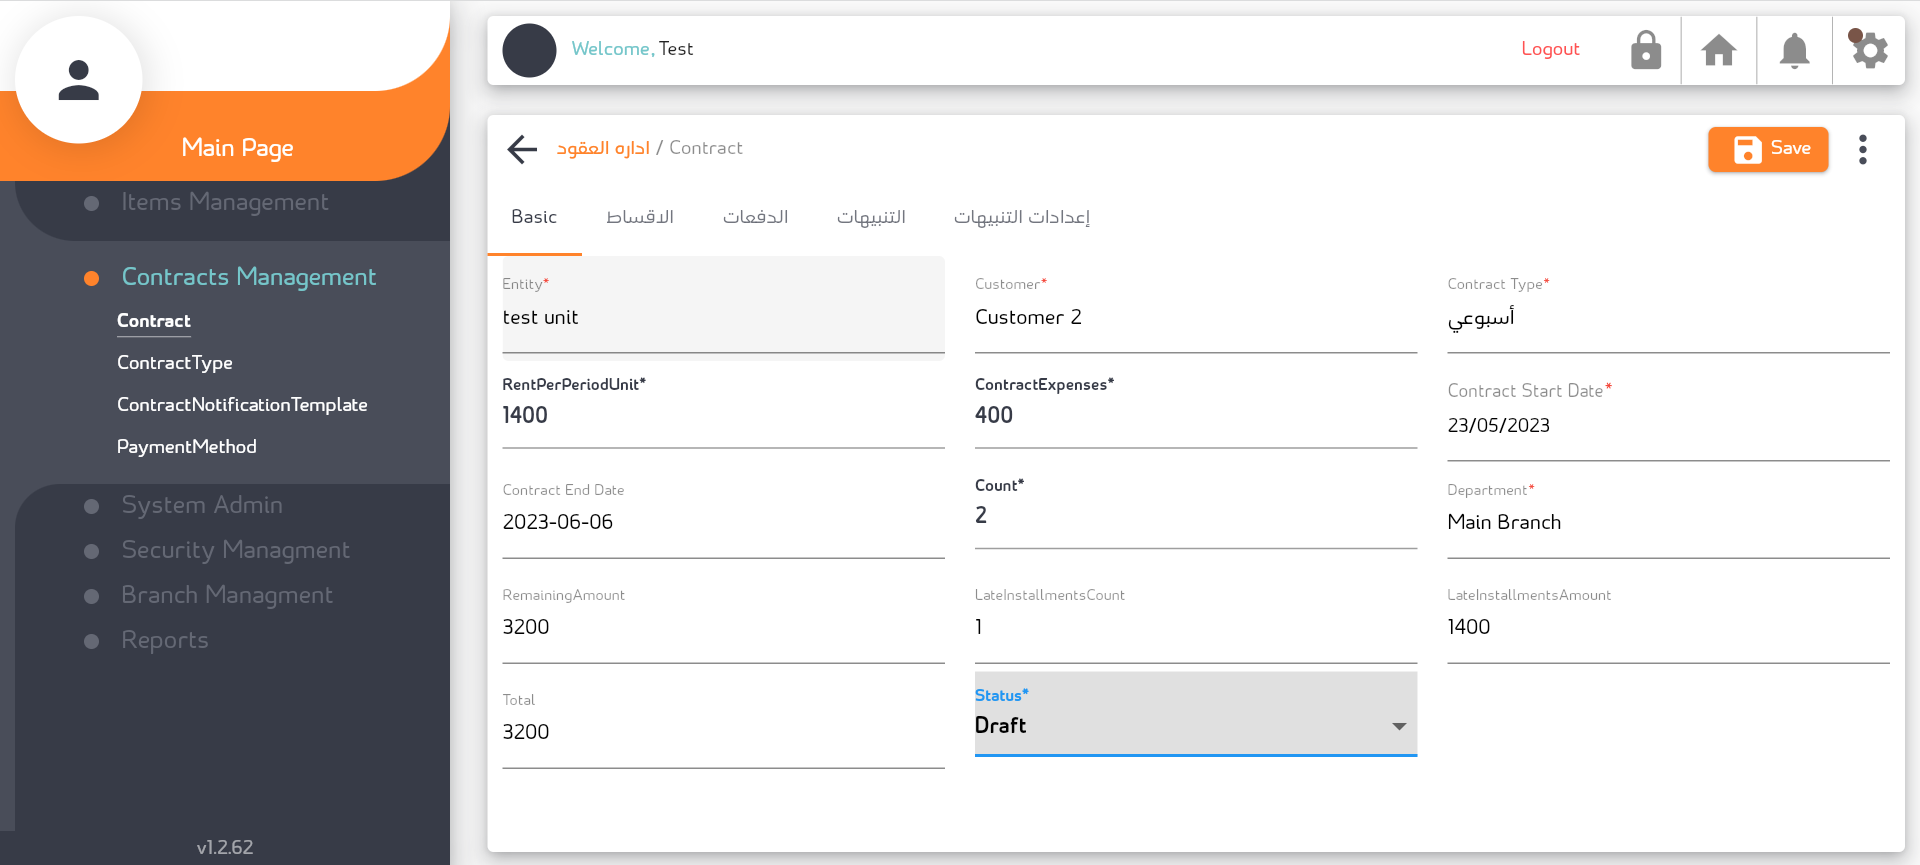 Main Page
Items Management
Contracts Management
Contract
ContractType
ContractNotificationTemplate
PaymentMethod
System Admin
Security Managment
Branch Managment
Reports
v1.2.62
Welcome, Test
Logout
اداره العقود / Contract
Save
Basic
الاقساط
الدفعات
التنبيهات
إعدادات التنبيهات
Entity*
test unit
Customer*
Customer 2
Contract Type*
أسبوعي
RentPerPeriodUnit*
1400
ContractExpenses*
400
Contract Start Date*
23/05/2023
Contract End Date
2023-06-06
Count*
2
Department*
Main Branch
RemainingAmount
3200
LateInstallmentsCount
1
LateInstallmentsAmount
1400
Total
3200
Status*
Draft